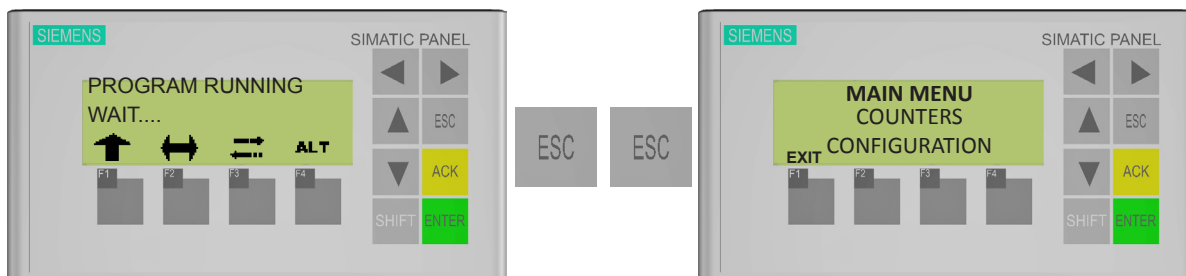 SIEMENS
SIMATIC PANEL
PROGRAM RUNNING
WAIT....
ALT
F1 F2 F3 F4
ESC
ACK
SHIFT ENTER
ESC ESC
SIEMENS
SIMATIC PANEL
MAIN MENU
COUNTERS
CONFIGURATION
EXIT
F1 F2 F3 F4
ESC
ACK
SHIFT ENTER